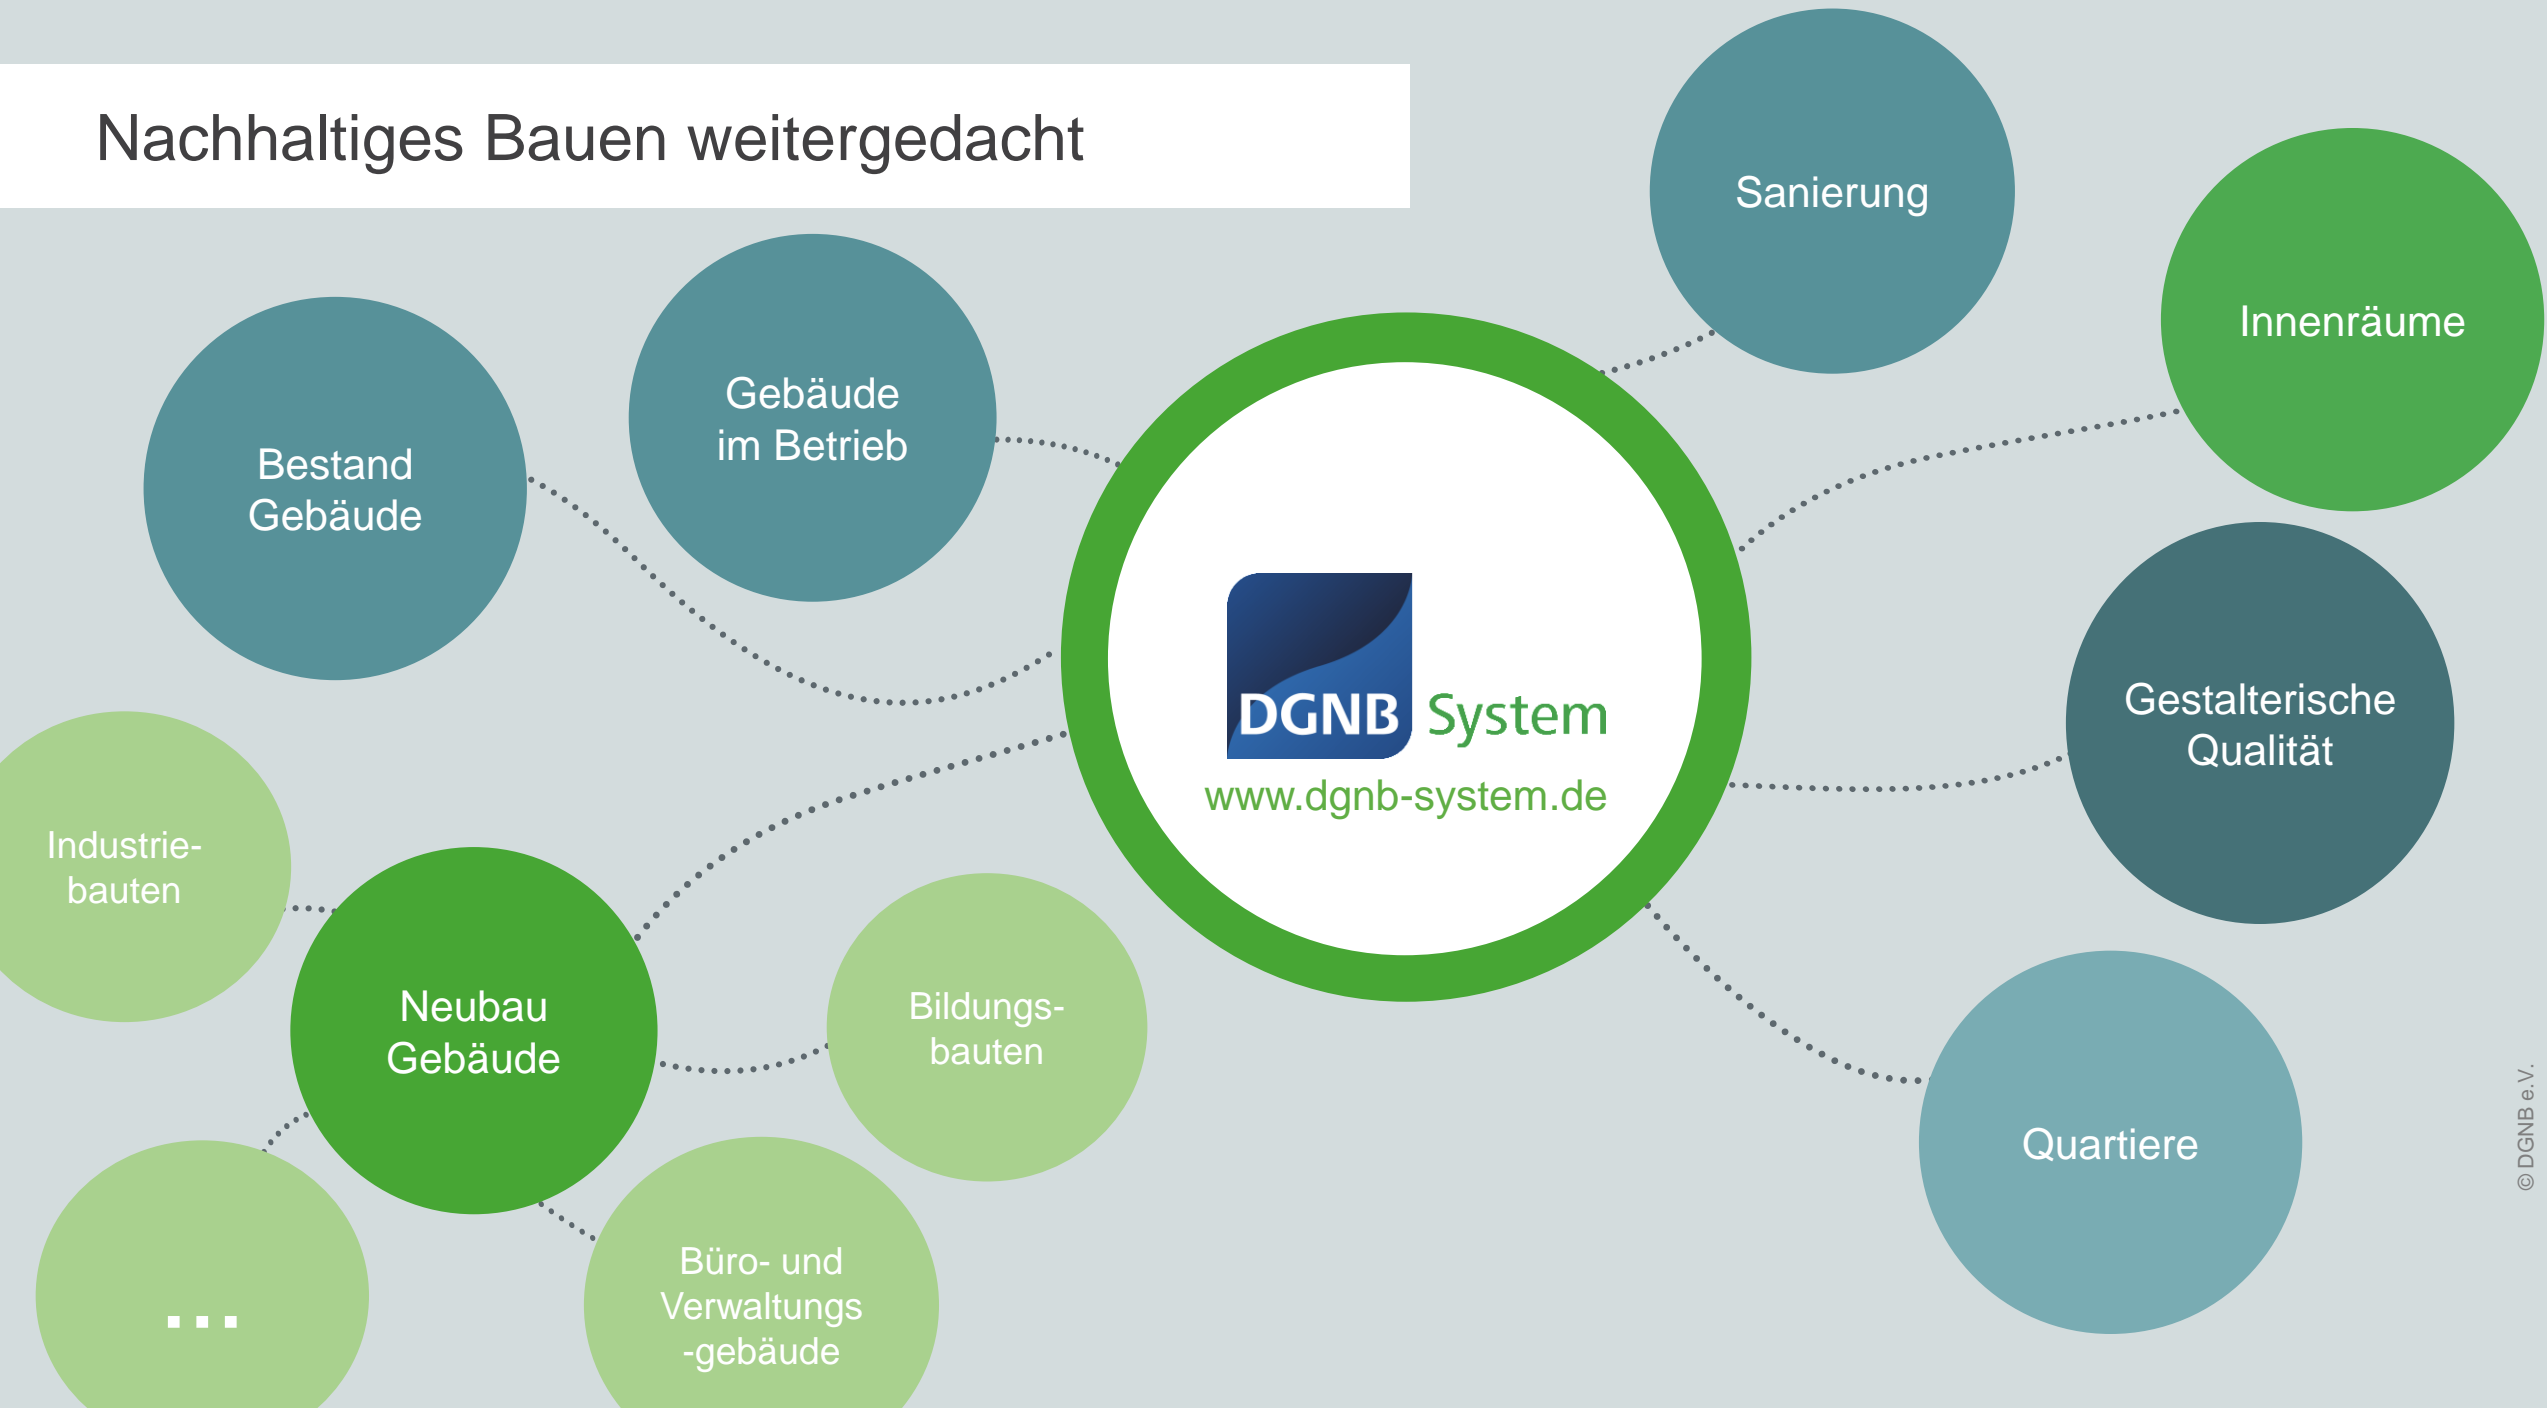 Nachhaltiges Bauen weitergedacht
Sanierung
Innenräume
Gebäude
im Betrieb
Bestand
Gebäude
DGNB System
www.dgnb-system.de
Gestalterische
Qualität
Industrie-
bauten
Neubau
Gebäude
Bildungs-
bauten
Quartiere
...
Büro- und
Verwaltungs
-gebäude
© DGNB e.V.